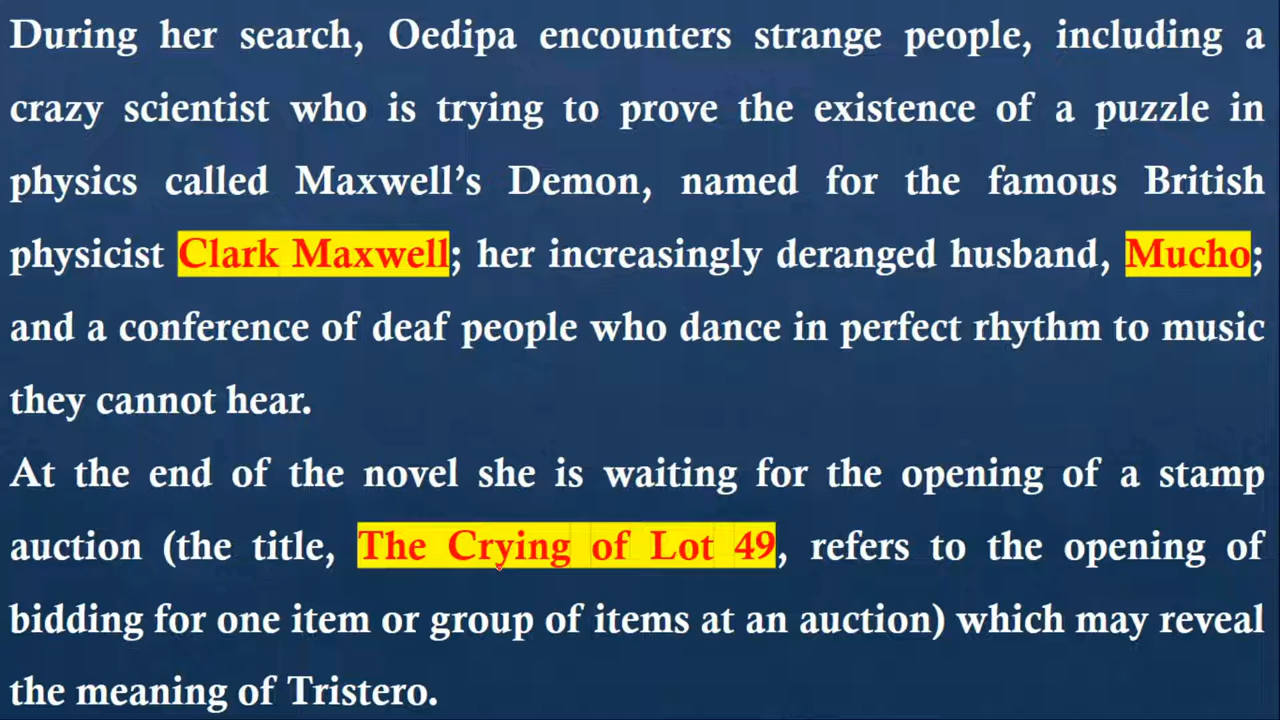 During her search, Oedipa encounters strange people, including a
crazy scientist who is trying to prove the existence of a puzzle in
physics called Maxwell’s Demon, named for the famous British
physicist Clark Maxwell; her increasingly deranged husband, Mucho;
and a conference of deaf people who dance in perfect rhythm to music
they cannot hear.
At the end of the novel she is waiting for the opening of a stamp
auction (the title, The Crying of Lot 49, refers to the opening of
bidding for one item or group of items at an auction) which may reveal
the meaning of Tristero.